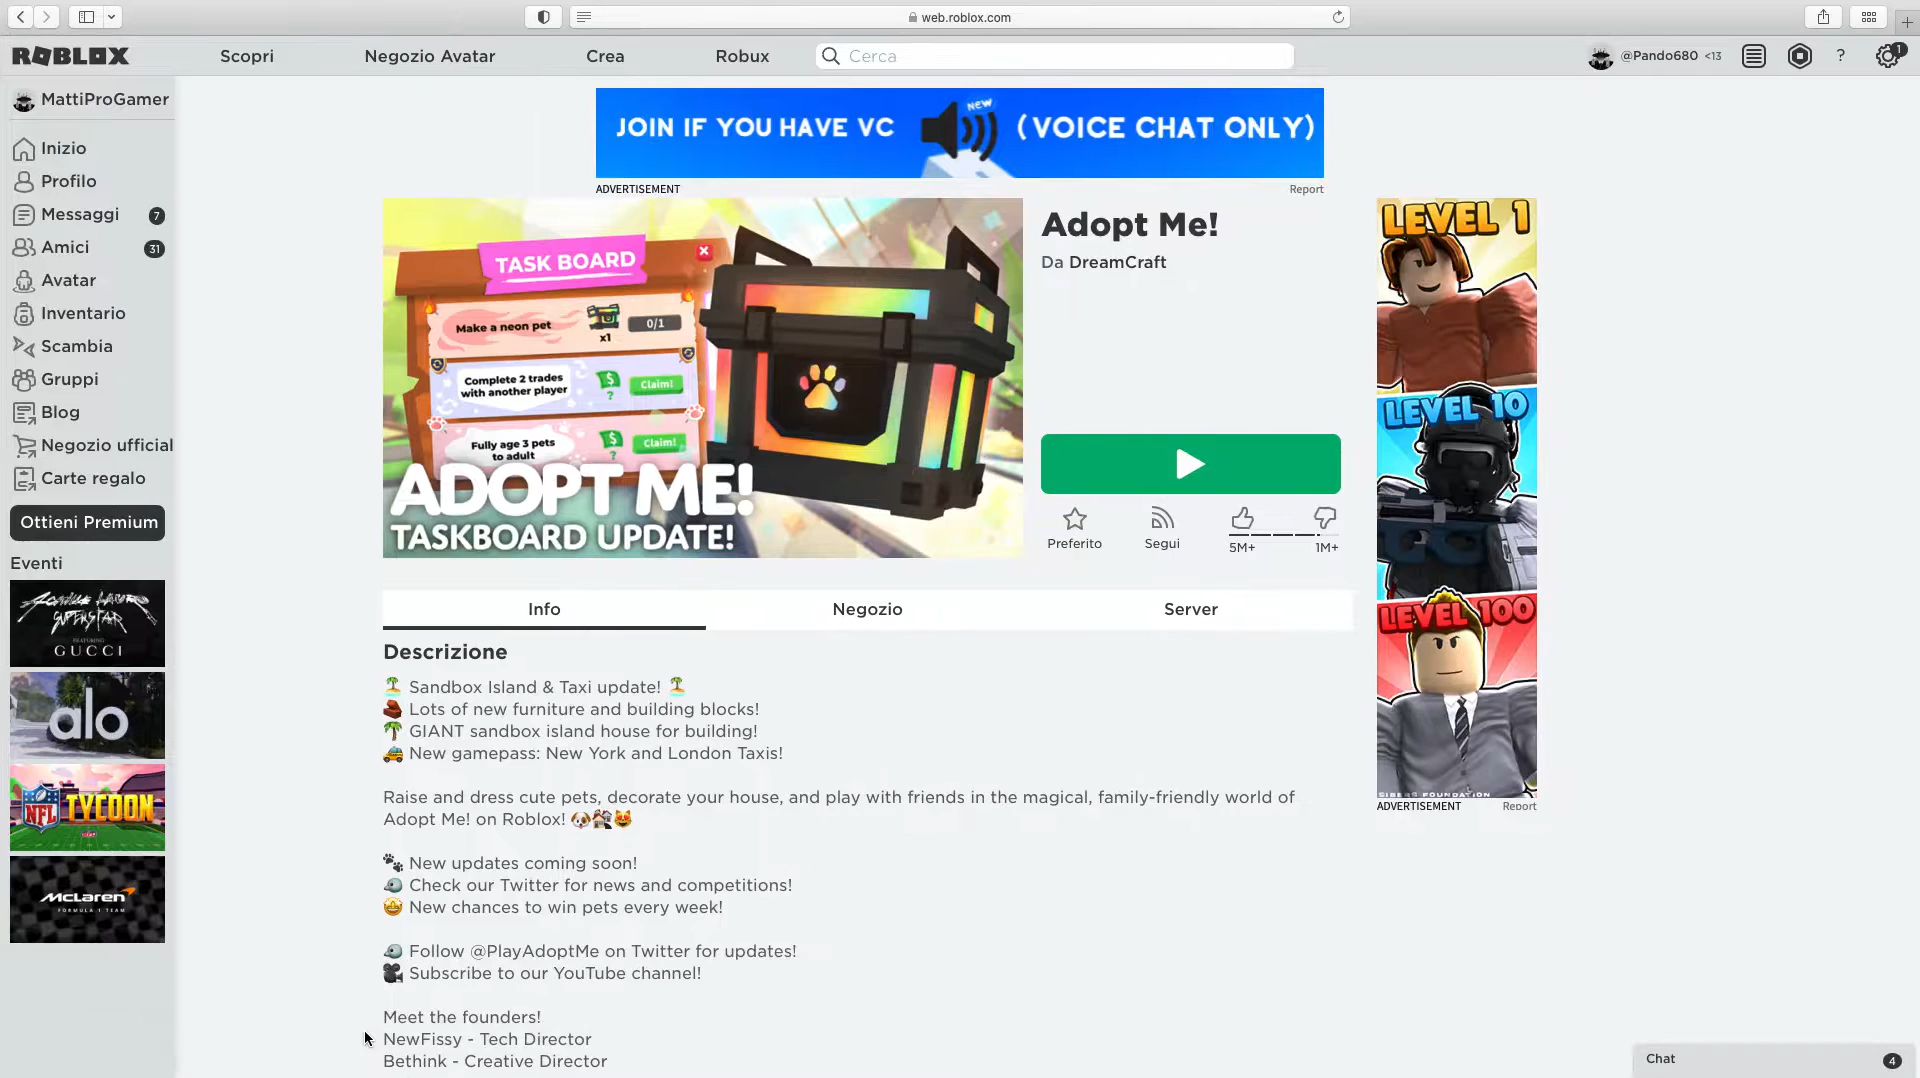 web.roblox.com
ROBLOX
Scopri
Negozio Avatar
Crea
Robux
Cerca
@Pando680 <13
?
1
MattiProGamer
Inizio
Profilo
Messaggi 7
Amici 31
Avatar
Inventario
Scambia
Gruppi
Blog
Negozio ufficial
Carte regalo
Ottieni Premium
Eventi
SUPERSTAR
FEATURING
GUCCI
alo
NFL TYCOON
McLaren
FORMULA 1 TEAM
JOIN IF YOU HAVE VC NEW (VOICE CHAT ONLY)
ADVERTISEMENT
Report
TASK BOARD
Make a neon pet
x1
0/1
Complete 2 trades
with another player
?
Claim!
Fully age 3 pets
to adult
?
Claim!
ADOPT ME!
TASKBOARD UPDATE!
Adopt Me!
Da DreamCraft
Preferito
Segui
5M+
1M+
Info
Negozio
Server
Descrizione
🏝️ Sandbox Island & Taxi update! 🏝️
Lots of new furniture and building blocks!
🌴 GIANT sandbox island house for building!
🚕 New gamepass: New York and London Taxis!
Raise and dress cute pets, decorate your house, and play with friends in the magical, family-friendly world of
Adopt Me! on Roblox! 🐶🏘️😻
🐾 New updates coming soon!
🐦 Check our Twitter for news and competitions!
🤩 New chances to win pets every week!
🐦 Follow @PlayAdoptMe on Twitter for updates!
🎥 Subscribe to our YouTube channel!
Meet the founders!
NewFissy - Tech Director
Bethink - Creative Director
LEVEL 1
LEVEL 10
LEVEL 100
ADVERTISEMENT
Report
Chat
4